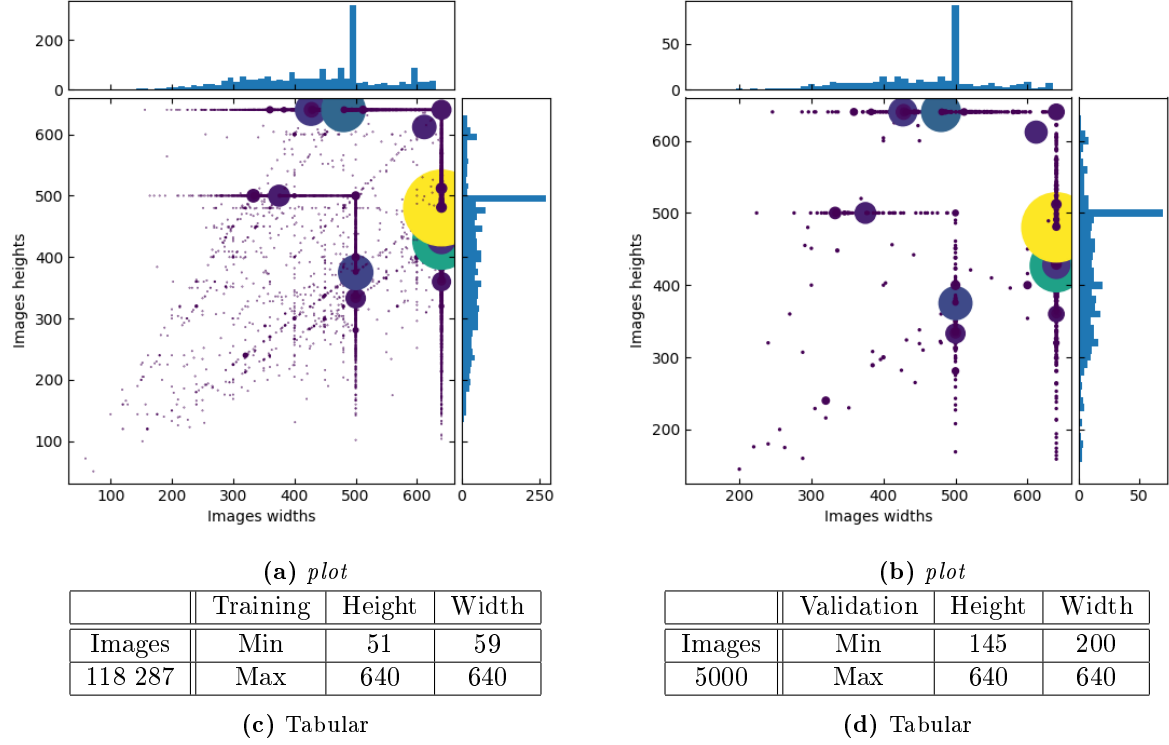 200
0
600
500
400
300
200
100
Images heights
100 200 300 400 500 600
Images widths
0 250
(a) plot
50
0
600
500
400
300
200
Images heights
200 300 400 500 600
Images widths
0 50
(b) plot
Training Height Width
Images Min 51 59
118 287 Max 640 640
(c) Tabular
Validation Height Width
Images Min 145 200
5000 Max 640 640
(d) Tabular